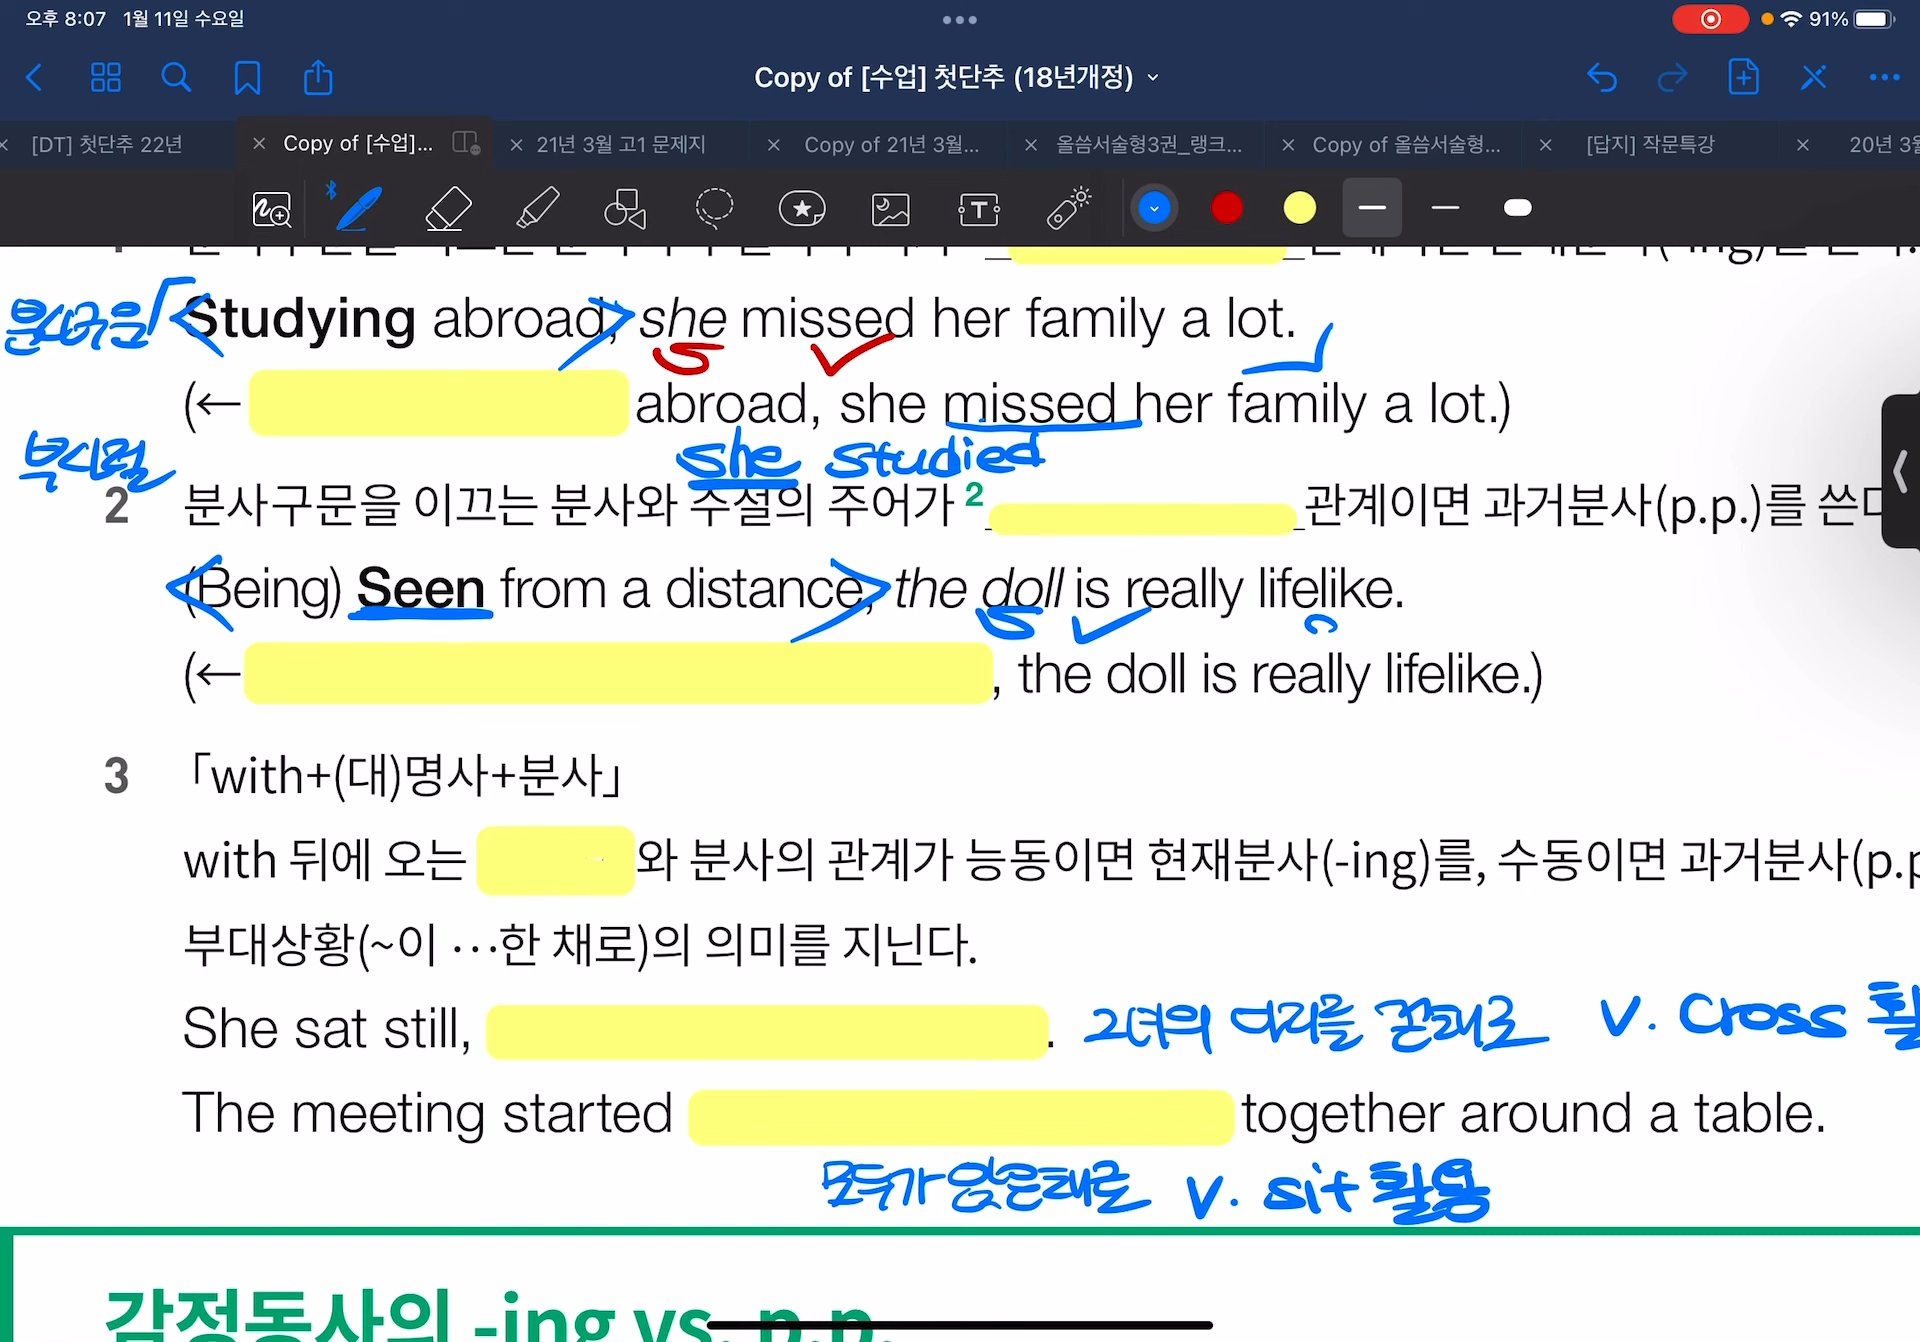 오후 8:07 1월 11일 수요일
91%
Copy of [수업] 첫단추 (18년개정)
[DT] 첫단추 22년
Copy of [수업]...
21년 3월 고1 문제지
Copy of 21년 3월...
올씀서술형3권_랭크...
Copy of 올씀서술형...
[답지] 작문특강
20년 3월
분사구문 Studying abroad, she missed her family a lot.
(← abroad, she missed her family a lot.)
부사절 she studied
2 분사구문을 이끄는 분사와 주절의 주어가 2 관계이면 과거분사(p.p.)를 쓴다
(Being) Seen from a distance, the doll is really lifelike.
S C
(← , the doll is really lifelike.)
3 「with+(대)명사+분사」
with 뒤에 오는 와 분사의 관계가 능동이면 현재분사(-ing)를, 수동이면 과거분사(p.p
부대상황(~이 …한 채로)의 의미를 지닌다.
She sat still, . 그녀의 다리를 꼰채로 v. cross 활
The meeting started together around a table.
모두가 앉은채로 v. sit 활용
감정동사의 -ing vs. p.p.